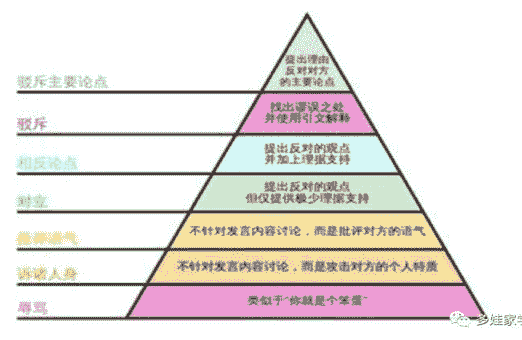 提出理由
反对对方
的主要论点
驳斥主要论点
找出谬误之处
并使用引文解释
驳斥
提出反对的观点
并加上理据支持
相反论点
提出反对的观点
但仅提供极少理据支持
对立
不针对发言内容讨论，而是批评对方的语气
批评语气
不针对发言内容讨论，而是攻击对方的个人特质
诉诸人身
类似于“你就是个笨蛋”
辱骂
多娃家